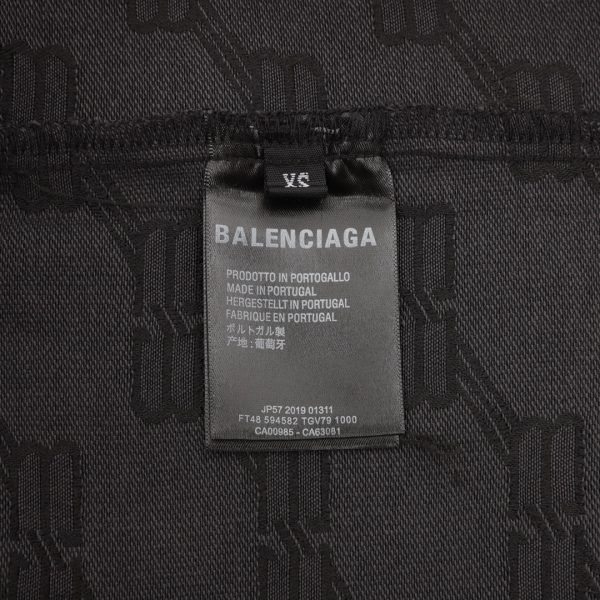 XS
BALENCIAGA
PRODOTTO IN PORTOGALLO
MADE IN PORTUGAL
HERGESTELLT IN PORTUGAL
FABRIQUE EN PORTUGAL
ポルトガル製
产地:葡萄牙
JP57 2019 01311
FT48 594582 TGV79 1000
CA00985 - CA63081